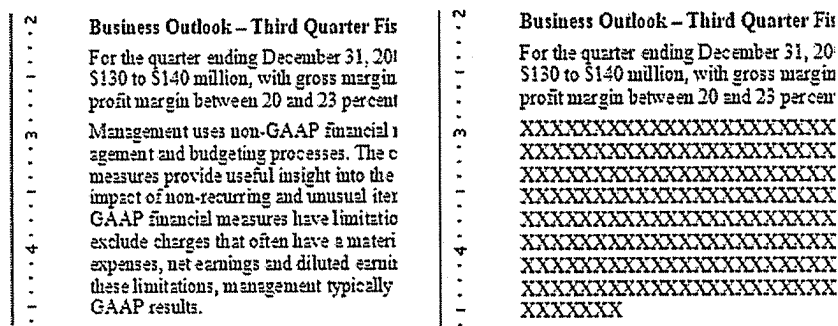 2
Business Outlook – Third Quarter Fis
For the quarter ending December 31, 201
$130 to $140 million, with gross margin
profit margin between 20 and 23 percent
3
Management uses non-GAAP financial
agement and budgeting processes. The c
measures provide useful insight into the
impact of non-recurring and unusual iter
GAAP financial measures have limitatio
4
exclude charges that often have a materi
expenses, net earnings and diluted earnin
these limitations, management typically
GAAP results.
2
Business Outlook – Third Quarter Fis
For the quarter ending December 31, 20
$130 to $140 million, with gross margin
profit margin between 20 and 23 percen
3
XXXXXXXXXXXXXXXXXXXXXX
XXXXXXXXXXXXXXXXXXXXXX
XXXXXXXXXXXXXXXXXXXXXX
XXXXXXXXXXXXXXXXXXXXXX
XXXXXXXXXXXXXXXXXXXXXX
4
XXXXXXXXXXXXXXXXXXXXXX
XXXXXXXXXXXXXXXXXXXXXX
XXXXXXXXXXXXXXXXXXXXXX
XXXXXXX